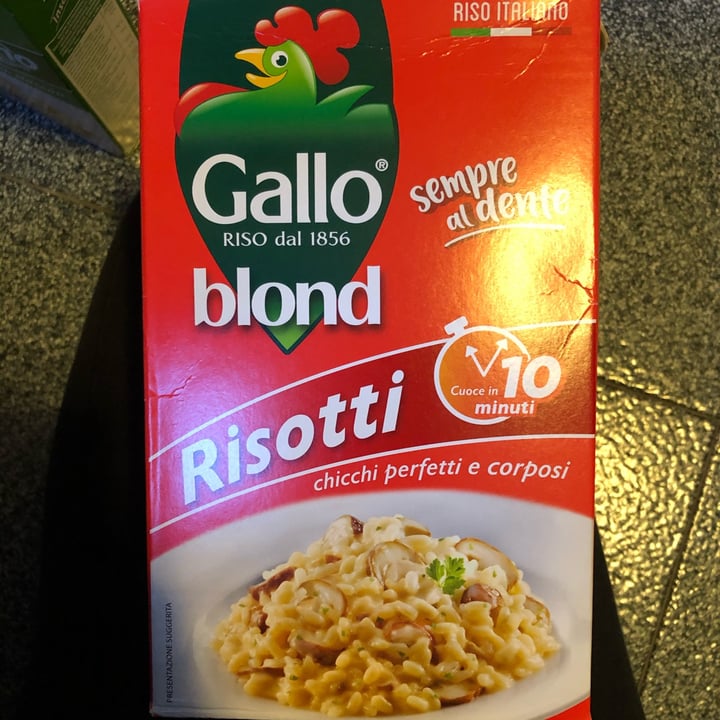 RISO ITALIANO
Gallo®
RISO dal 1856
blond
sempre
al dente
Cuoce in 10
minuti
Risotti
chicchi perfetti e corposi
PRESENTAZIONE SUGGERITA